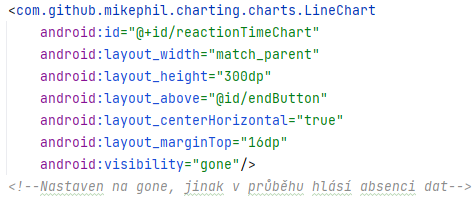 <com.github.mikephil.charting.charts.LineChart
android:id="@+id/reactionTimeChart"
android:layout_width="match_parent"
android:layout_height="300dp"
android:layout_above="@id/endButton"
android:layout_centerHorizontal="true"
android:layout_marginTop="16dp"
android:visibility="gone"/>
<!--Nastaven na gone, jinak v průběhu hlásí absenci dat-->